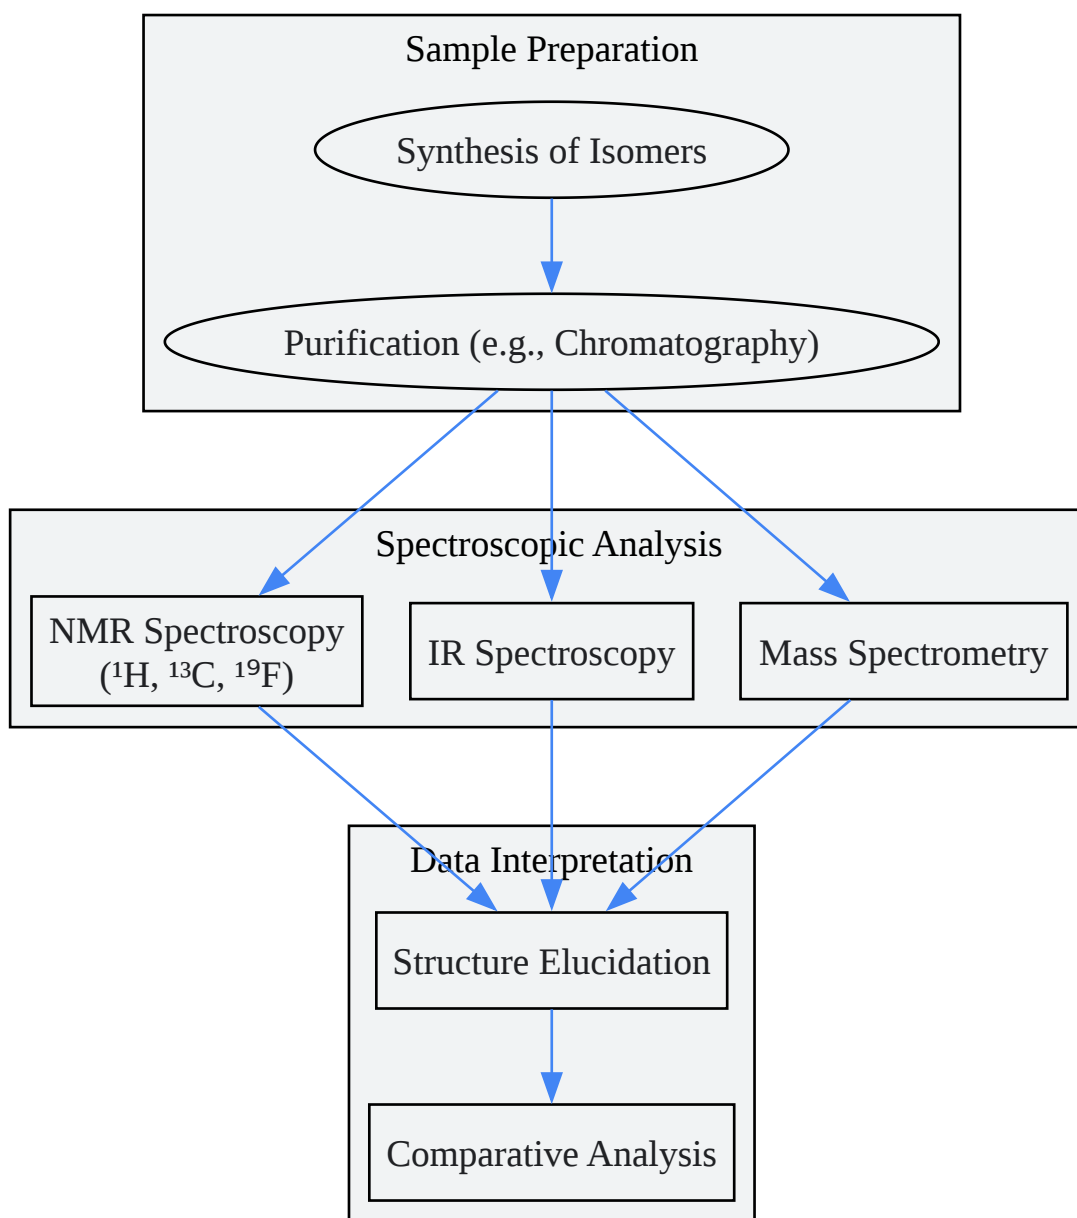 Sample Preparation
Synthesis of Isomers
Purification (e.g., Chromatography)
Spectroscopic Analysis
NMR Spectroscopy
(¹H, ¹³C, ¹⁹F)
IR Spectroscopy
Mass Spectrometry
Data Interpretation
Structure Elucidation
Comparative Analysis